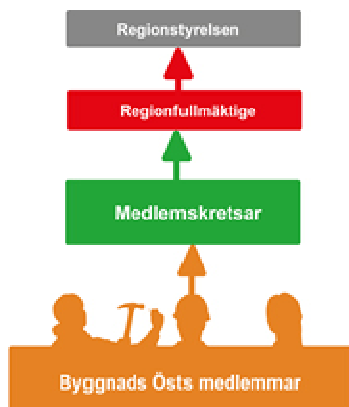 Regionstyrelsen
Regionfullmäktige
Medlemskretsar
Byggnads Östs medlemmar